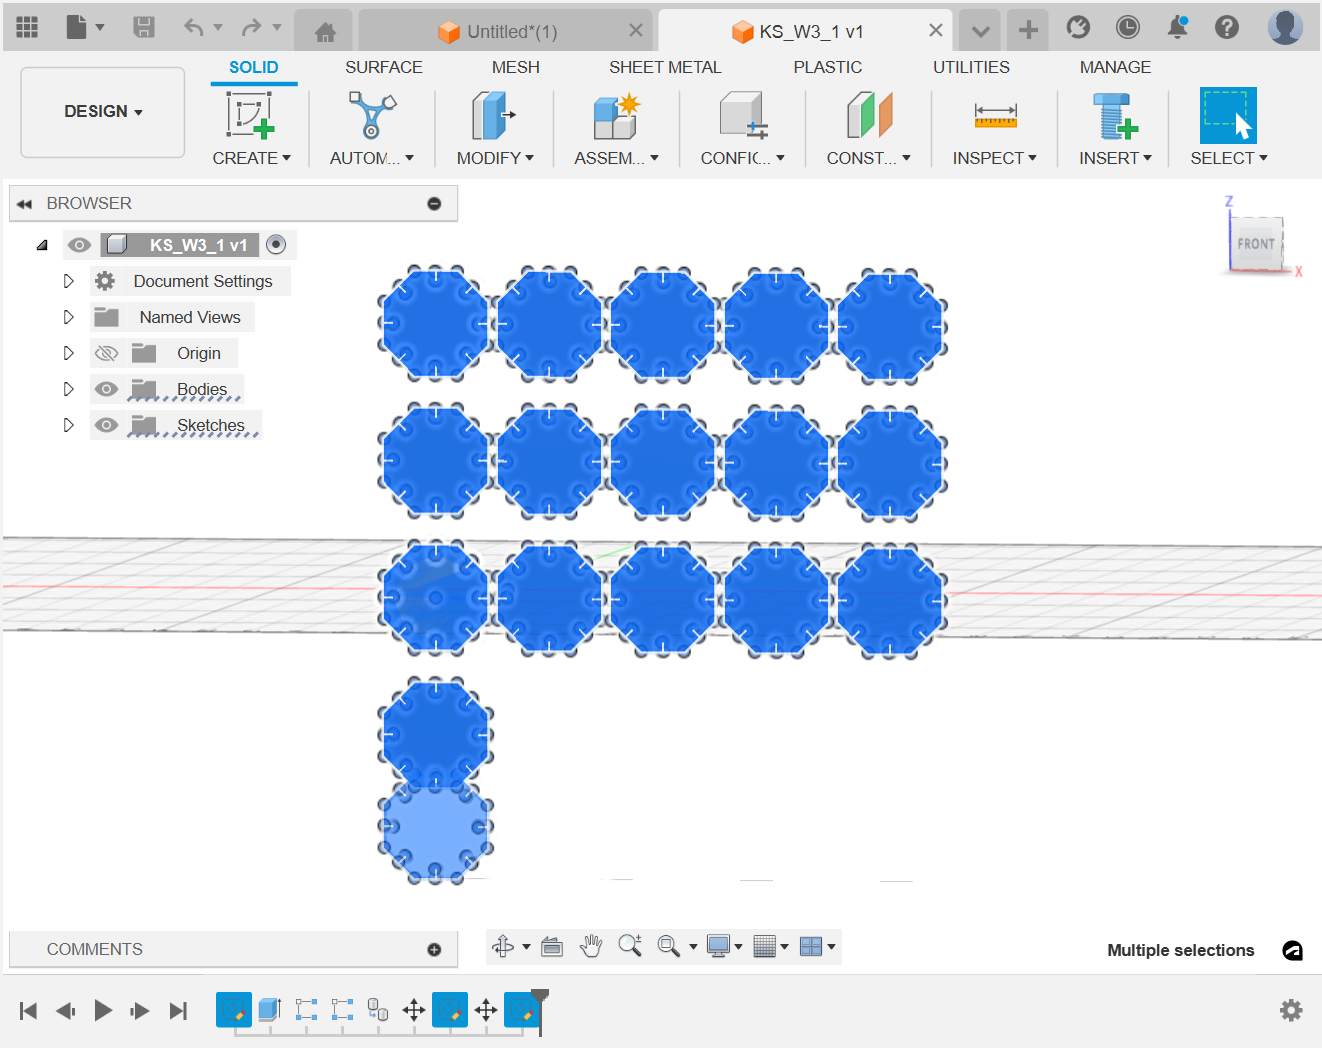 Untitled*(1)
KS_W3_1 v1
SOLID
SURFACE
MESH
SHEET METAL
PLASTIC
UTILITIES
MANAGE
DESIGN
CREATE
AUTOM...
MODIFY
ASSEM...
CONFIC...
CONST...
INSPECT
INSERT
SELECT
BROWSER
KS_W3_1 v1
Document Settings
Named Views
Origin
Bodies
Sketches
Z
FRONT
X
COMMENTS
Multiple selections